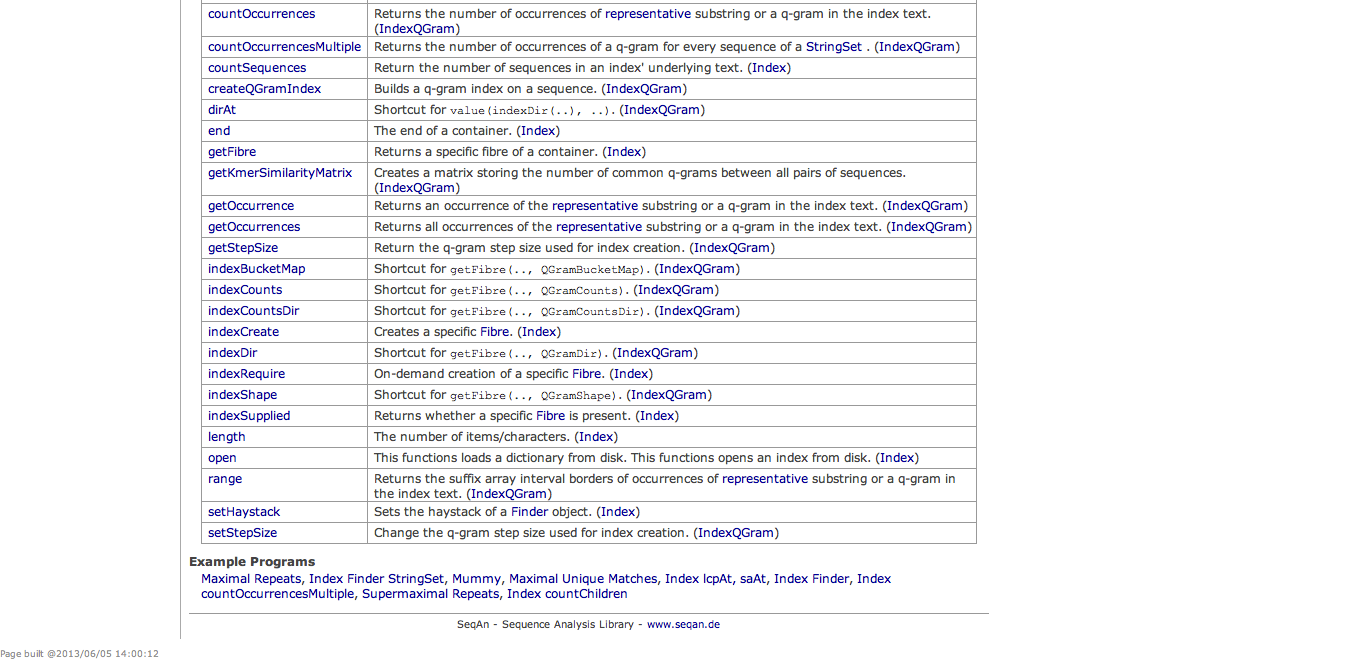 countOccurrences Returns the number of occurrences of representative substring or a q-gram in the index text.
(IndexQGram)
countOccurrencesMultiple Returns the number of occurrences of a q-gram for every sequence of a StringSet . (IndexQGram)
countSequences Return the number of sequences in an index' underlying text. (Index)
createQGramIndex Builds a q-gram index on a sequence. (IndexQGram)
dirAt Shortcut for value(indexDir(..), ..). (IndexQGram)
end The end of a container. (Index)
getFibre Returns a specific fibre of a container. (Index)
getKmerSimilarityMatrix Creates a matrix storing the number of common q-grams between all pairs of sequences.
(IndexQGram)
getOccurrence Returns an occurrence of the representative substring or a q-gram in the index text. (IndexQGram)
getOccurrences Returns all occurrences of the representative substring or a q-gram in the index text. (IndexQGram)
getStepSize Return the q-gram step size used for index creation. (IndexQGram)
indexBucketMap Shortcut for getFibre(.., QGramBucketMap). (IndexQGram)
indexCounts Shortcut for getFibre(.., QGramCounts). (IndexQGram)
indexCountsDir Shortcut for getFibre(.., QGramCountsDir). (IndexQGram)
indexCreate Creates a specific Fibre. (Index)
indexDir Shortcut for getFibre(.., QGramDir). (IndexQGram)
indexRequire On-demand creation of a specific Fibre. (Index)
indexShape Shortcut for getFibre(.., QGramShape). (IndexQGram)
indexSupplied Returns whether a specific Fibre is present. (Index)
length The number of items/characters. (Index)
open This functions loads a dictionary from disk. This functions opens an index from disk. (Index)
range Returns the suffix array interval borders of occurrences of representative substring or a q-gram in
the index text. (IndexQGram)
setHaystack Sets the haystack of a Finder object. (Index)
setStepSize Change the q-gram step size used for index creation. (IndexQGram)
Example Programs
Maximal Repeats, Index Finder StringSet, Mummy, Maximal Unique Matches, Index lcpAt, saAt, Index Finder, Index
countOccurrencesMultiple, Supermaximal Repeats, Index countChildren
SeqAn - Sequence Analysis Library - www.seqan.de
Page built @2013/06/05 14:00:12